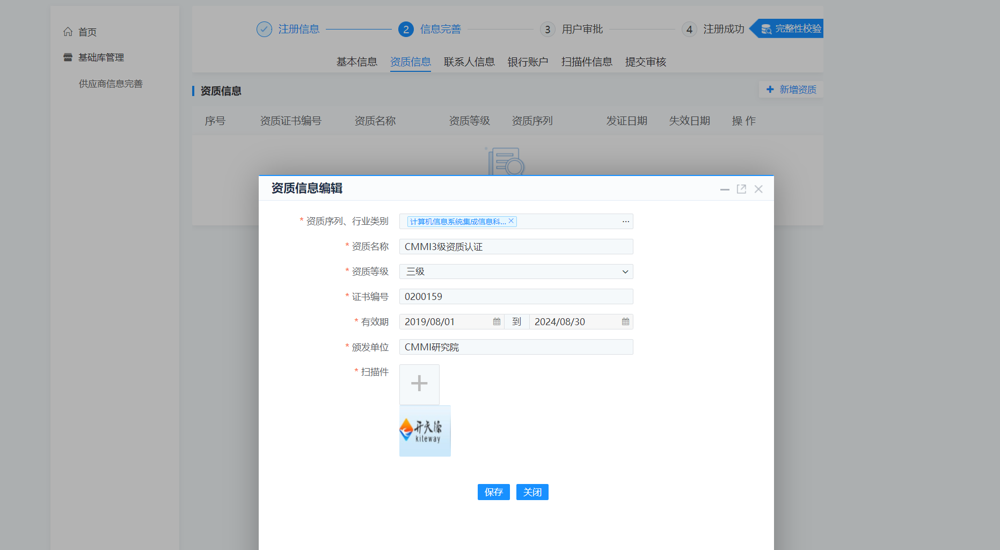 首页
基础库管理
供应商信息完善
注册信息
2 信息完善
3 用户审批
4 注册成功
完整性校验
基本信息 资质信息 联系人信息 银行账户 扫描件信息 提交审核
资质信息
新增资质
序号 资质证书编号 资质名称 资质等级 资质序列 发证日期 失效日期 操 作
资质信息编辑
* 资质序列、行业类别 计算机信息系统集成信息科... ...
* 资质名称 CMMI3级资质认证
* 资质等级 三级
* 证书编号 0200159
* 有效期 2019/08/01 到 2024/08/30
* 颁发单位 CMMI研究院
* 扫描件
开天源
kiteway
保存 关闭